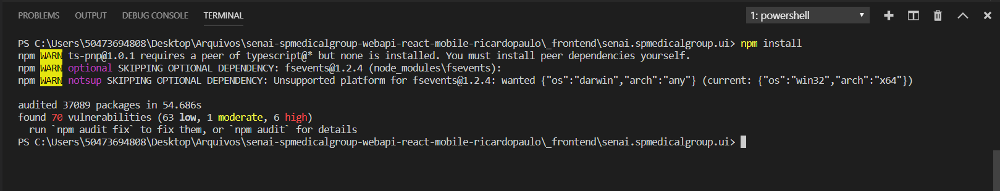 PROBLEMS OUTPUT DEBUG CONSOLE TERMINAL 1: powershell
PS C:\Users\50473694808\Desktop\Arquivos\senai-spmedicalgroup-webapi-react-mobile-ricardopaulo\_frontend\senai.spmedicalgroup.ui> npm install
npm WARN ts-pnp@1.0.1 requires a peer of typescript@* but none is installed. You must install peer dependencies yourself.
npm WARN optional SKIPPING OPTIONAL DEPENDENCY: fsevents@1.2.4 (node_modules\fsevents):
npm WARN notsup SKIPPING OPTIONAL DEPENDENCY: Unsupported platform for fsevents@1.2.4: wanted {"os":"darwin","arch":"any"} (current: {"os":"win32","arch":"x64"})
audited 37089 packages in 54.686s
found 70 vulnerabilities (63 low, 1 moderate, 6 high)
run `npm audit fix` to fix them, or `npm audit` for details
PS C:\Users\50473694808\Desktop\Arquivos\senai-spmedicalgroup-webapi-react-mobile-ricardopaulo\_frontend\senai.spmedicalgroup.ui>